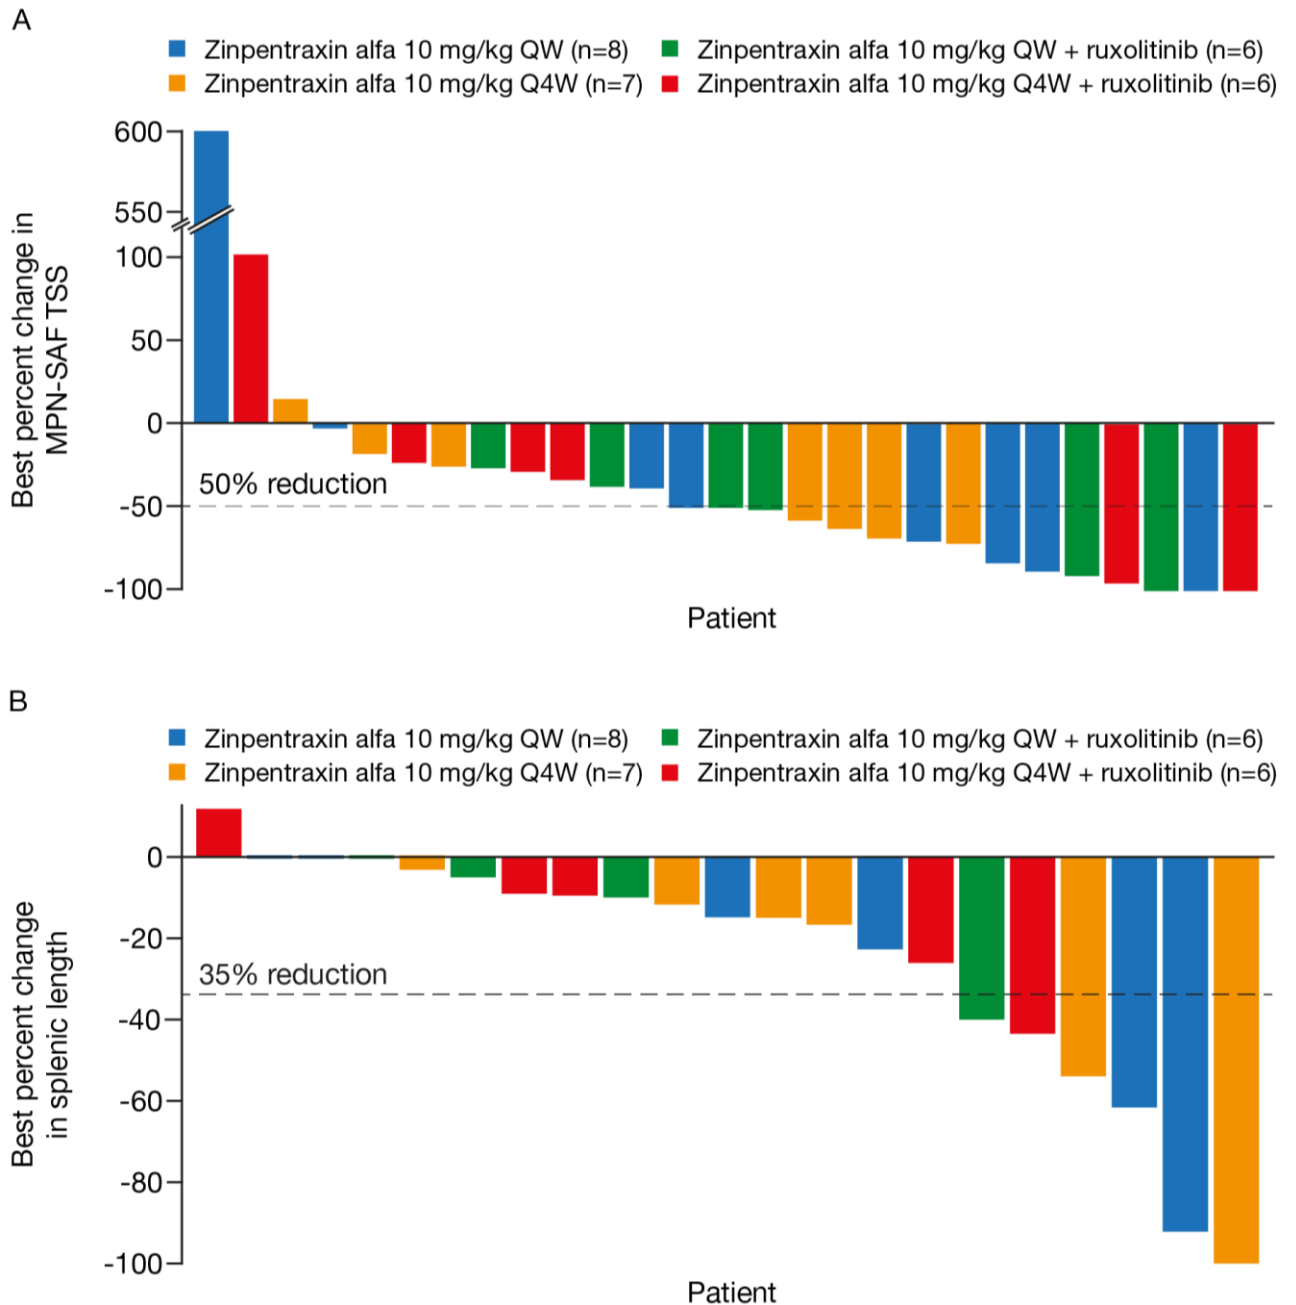 A
Zinpentraxin alfa 10 mg/kg QW (n=8)
Zinpentraxin alfa 10 mg/kg QW + ruxolitinib (n=6)
Zinpentraxin alfa 10 mg/kg Q4W (n=7)
Zinpentraxin alfa 10 mg/kg Q4W + ruxolitinib (n=6)
Best percent change in
MPN-SAF TSS
600
550
100
50
0
-50
-100
50% reduction
Patient
B
Zinpentraxin alfa 10 mg/kg QW (n=8)
Zinpentraxin alfa 10 mg/kg QW + ruxolitinib (n=6)
Zinpentraxin alfa 10 mg/kg Q4W (n=7)
Zinpentraxin alfa 10 mg/kg Q4W + ruxolitinib (n=6)
Best percent change
in splenic length
0
-20
-40
-60
-80
-100
35% reduction
Patient